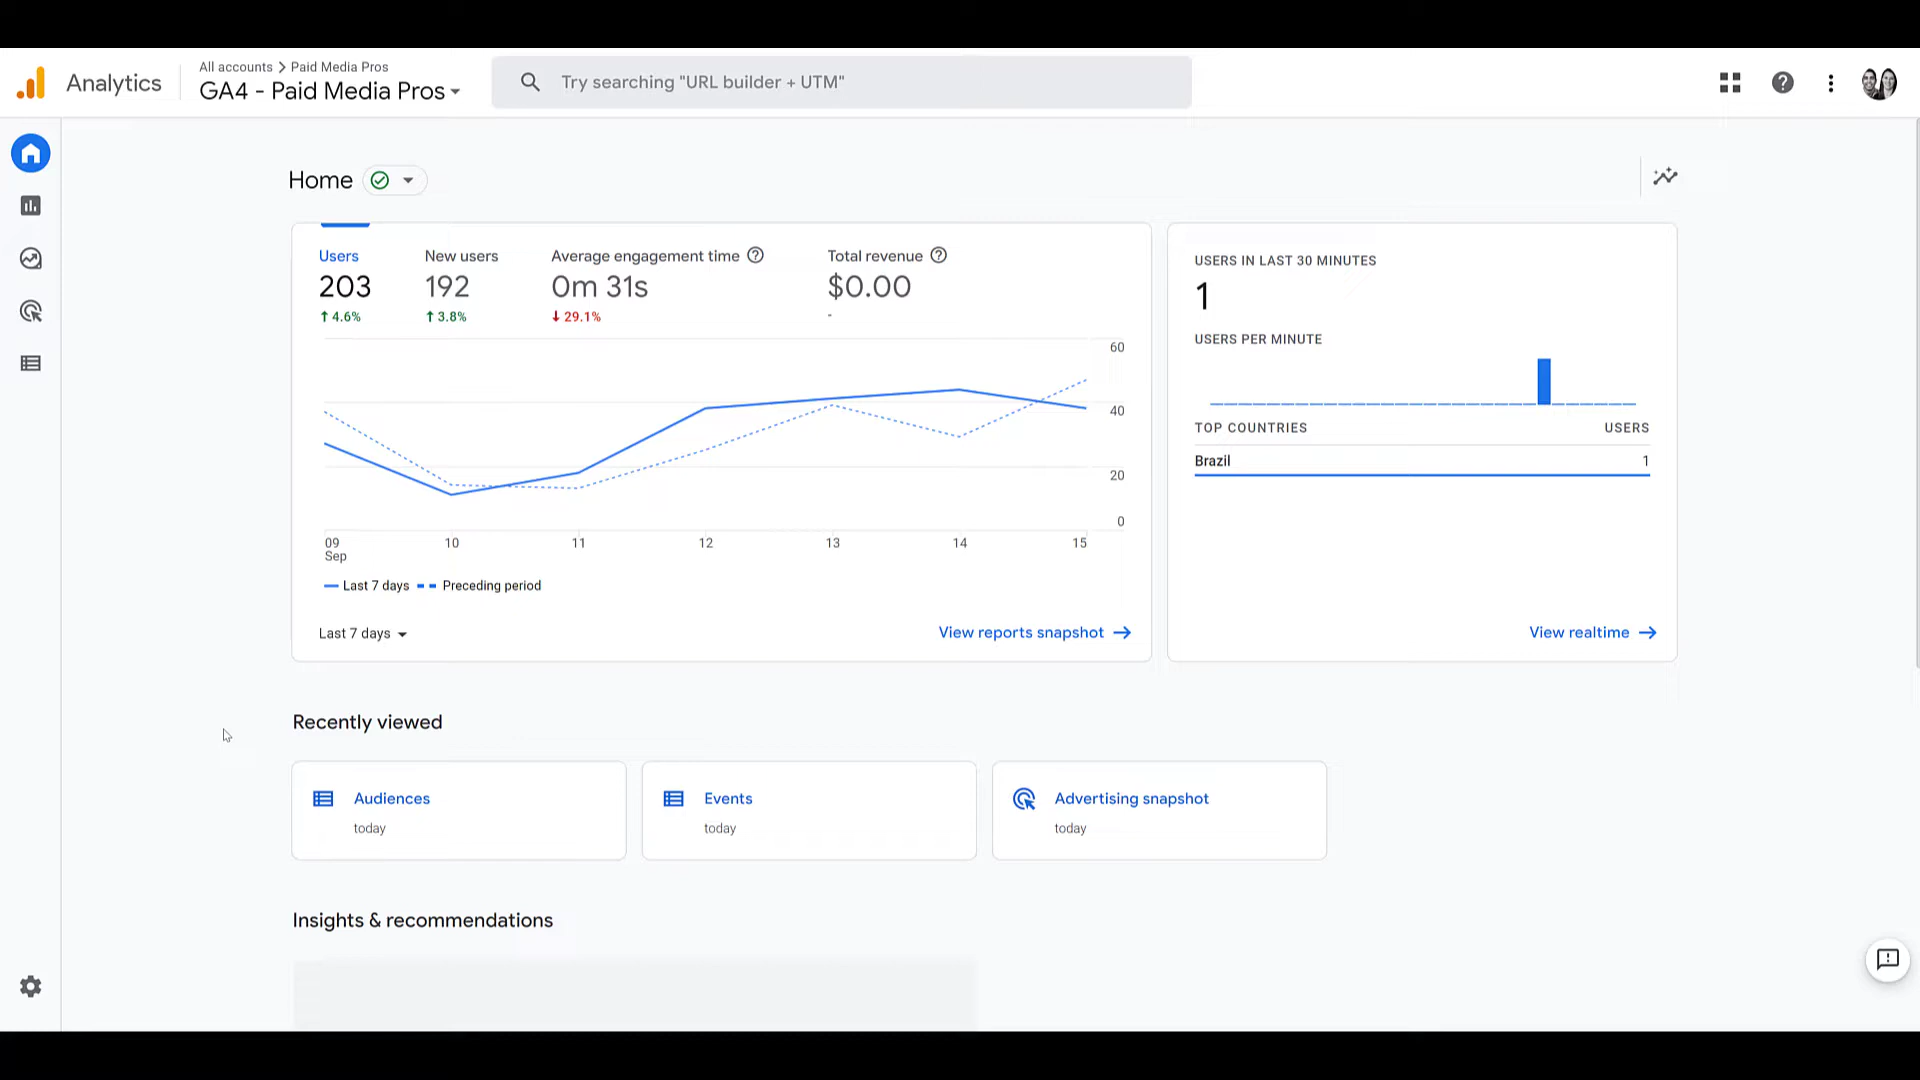 Analytics
All accounts > Paid Media Pros
GA4 - Paid Media Pros
Try searching "URL builder + UTM"
Home
Users
203
4.6%
New users
192
3.8%
Average engagement time
0m 31s
29.1%
Total revenue
$0.00
-
60
40
20
0
09 Sep
10
11
12
13
14
15
Last 7 days
Preceding period
Last 7 days
View reports snapshot
USERS IN LAST 30 MINUTES
1
USERS PER MINUTE
TOP COUNTRIES USERS
Brazil 1
View realtime
Recently viewed
Audiences
today
Events
today
Advertising snapshot
today
Insights & recommendations